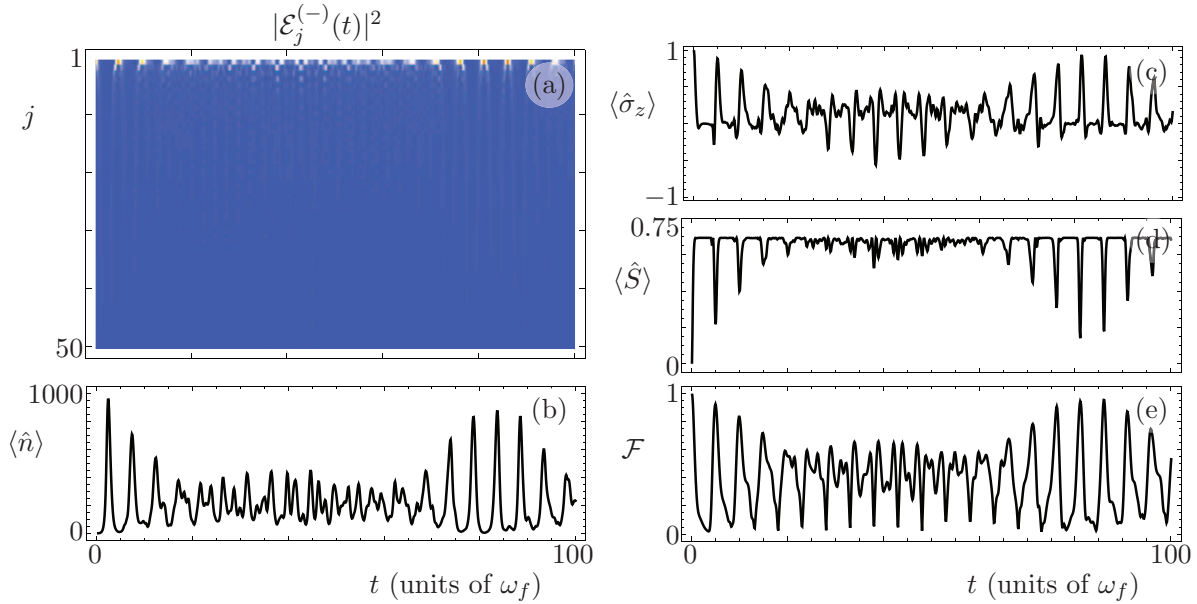 |ℰ_j^{(-)}(t)|^2
1
(a)
j
50
1000
(b)
⟨n̂⟩
0
0
100
t (units of ω_f)
1
(c)
⟨σ̂_z⟩
−1
0.75
(d)
⟨Ŝ⟩
0
1
(e)
ℱ
0
0
100
t (units of ω_f)